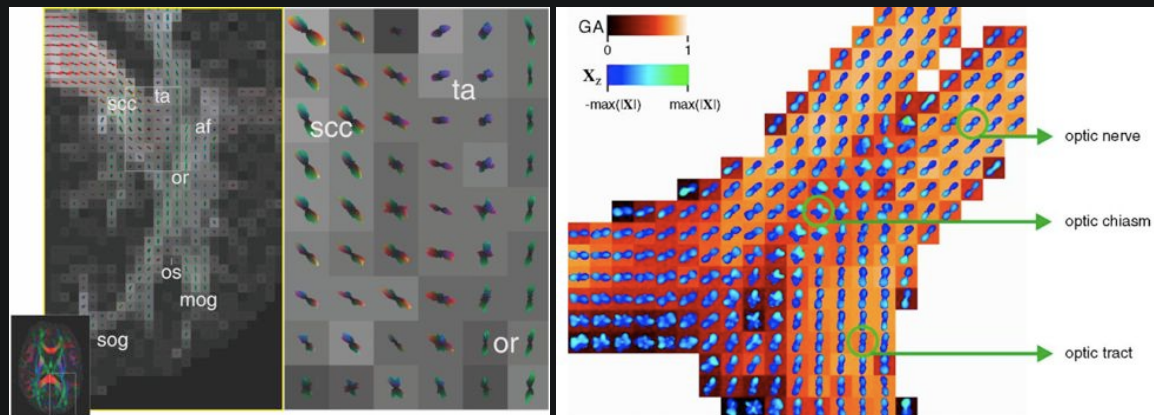 scc
ta
af
or
os
mog
sog
ta
scc
or
GA
0 1
Xz
-max(|X|) max(|X|)
optic nerve
optic chiasm
optic tract